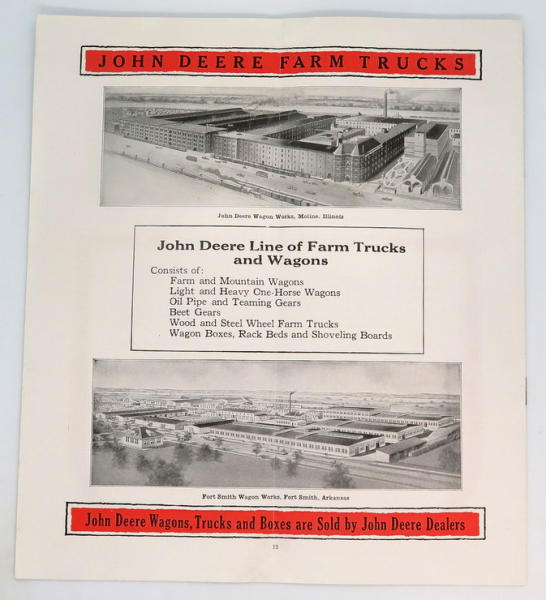 JOHN DEERE FARM TRUCKS
John Deere Wagon Works, Moline, Illinois
John Deere Line of Farm Trucks
and Wagons
Consists of:
Farm and Mountain Wagons
Light and Heavy One-Horse Wagons
Oil Pipe and Teaming Gears
Beet Gears
Wood and Steel Wheel Farm Trucks
Wagon Boxes, Rack Beds and Shoveling Boards
Fort Smith Wagon Works, Fort Smith, Arkansas
John Deere Wagons, Trucks and Boxes are Sold by John Deere Dealers
12